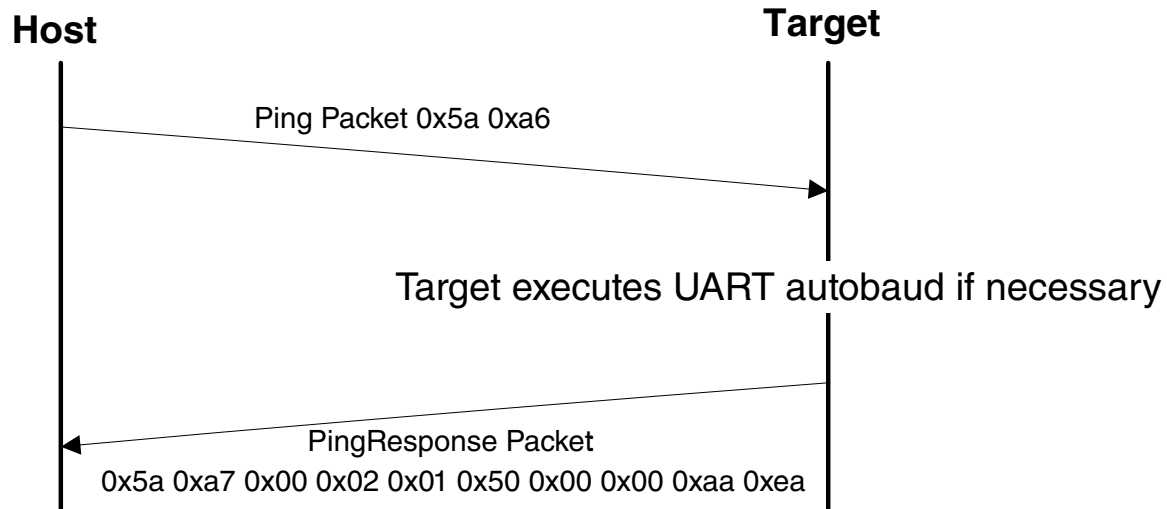 Host
Target
Ping Packet 0x5a 0xa6
Target executes UART autobaud if necessary
PingResponse Packet
0x5a 0xa7 0x00 0x02 0x01 0x50 0x00 0x00 0xaa 0xea